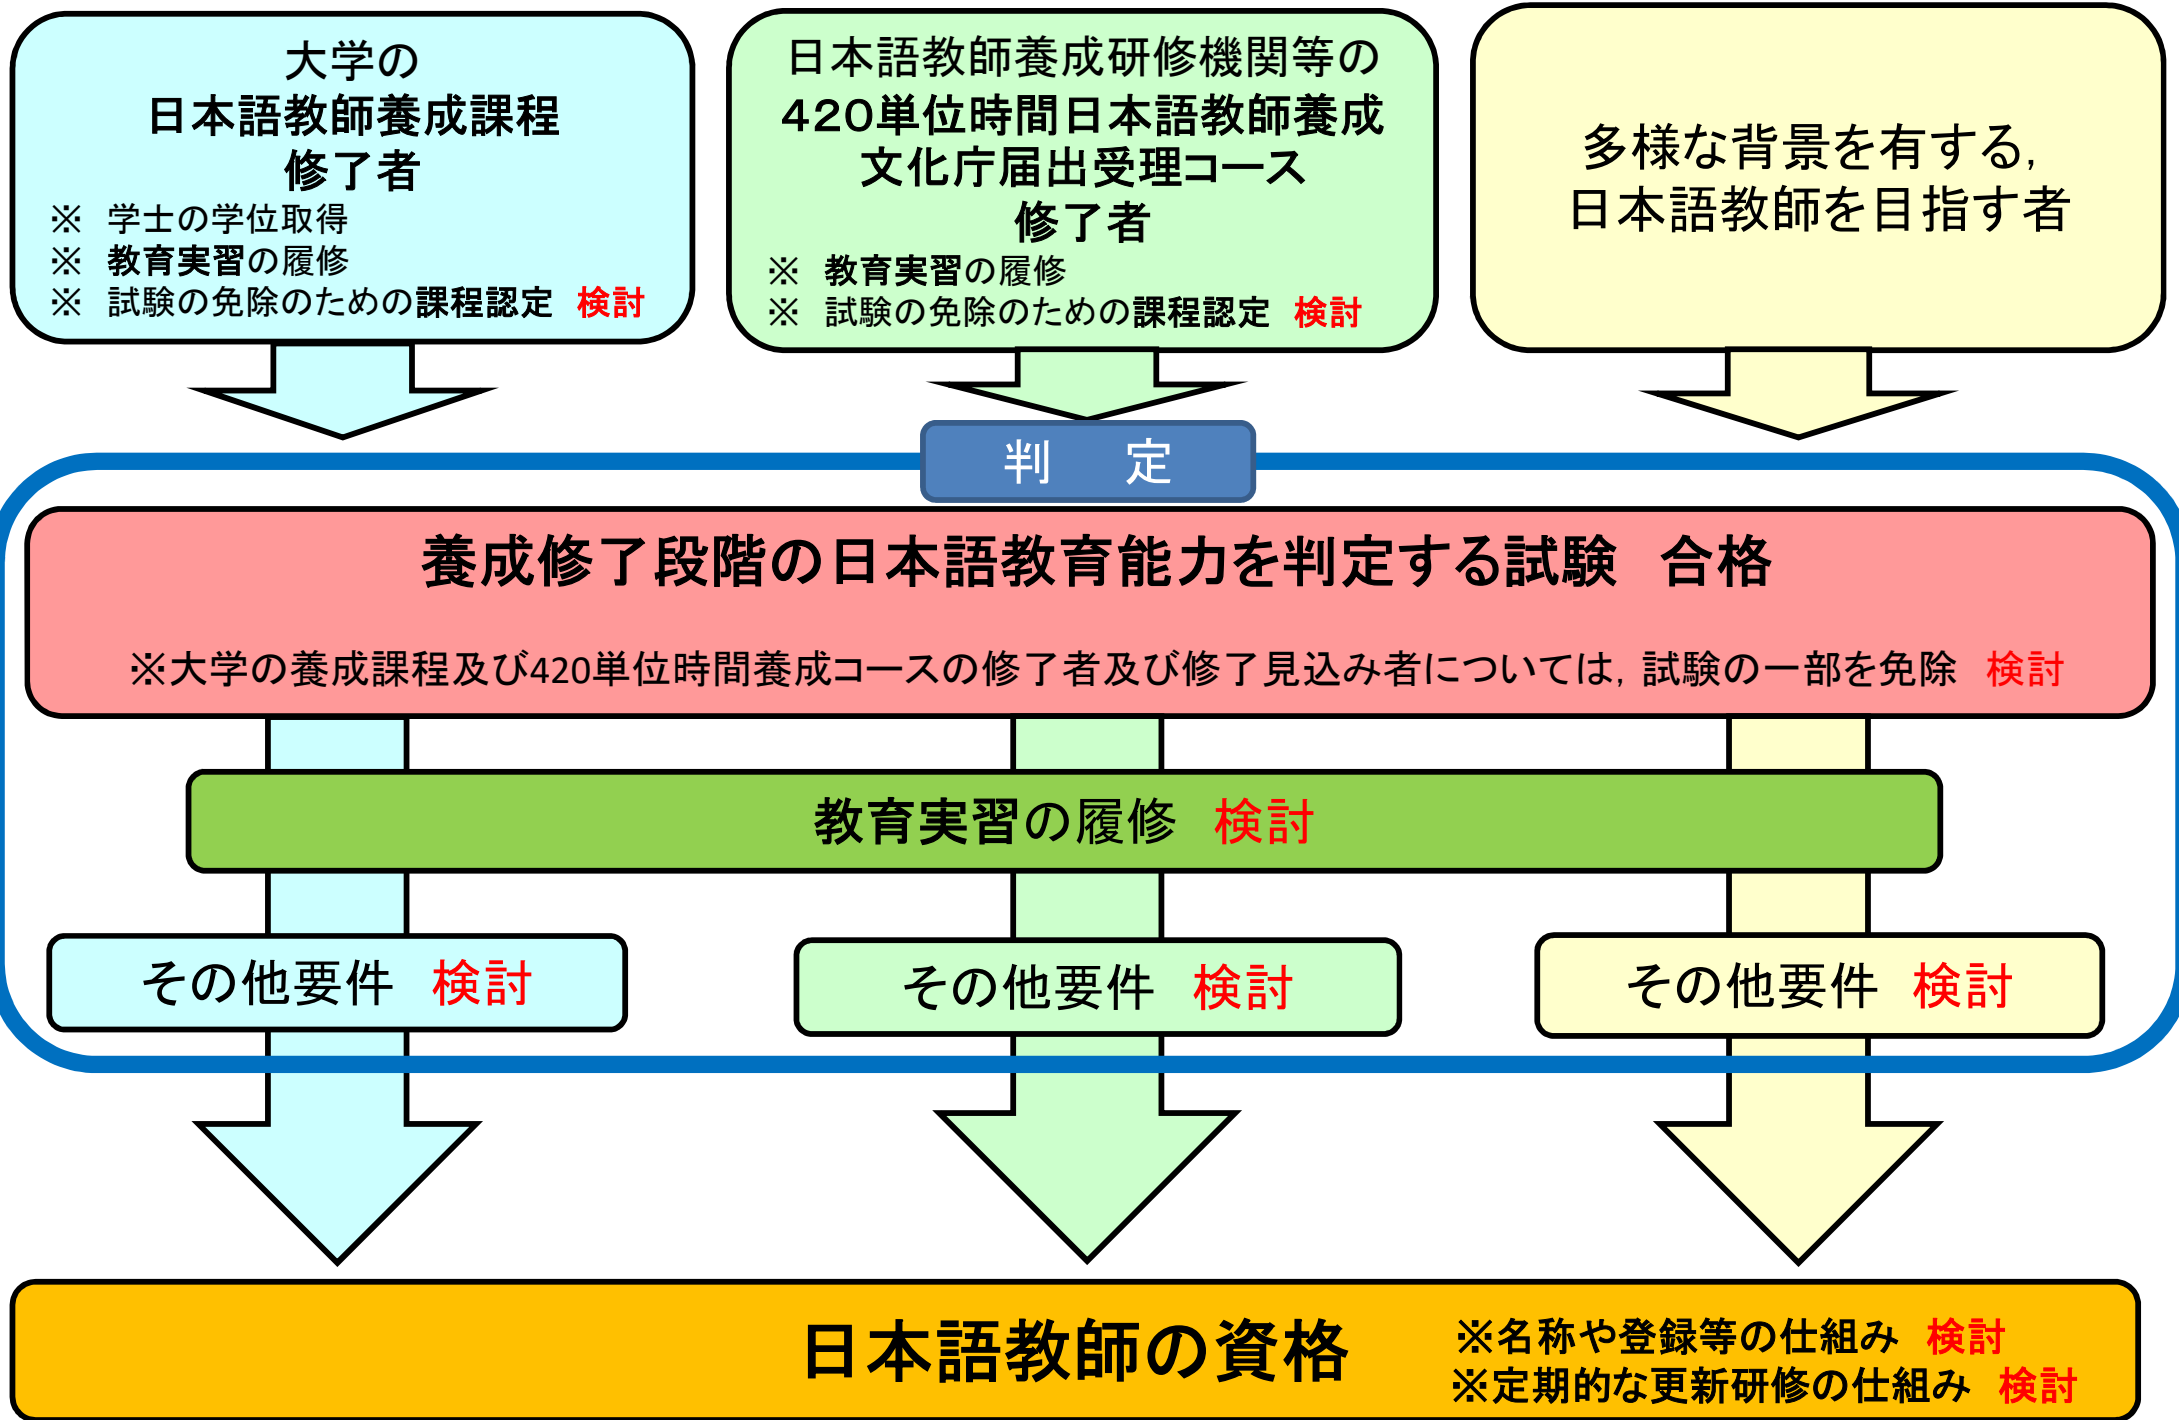 大学の
日本語教師養成課程
修了者
※　学士の学位取得
※　教育実習の履修
※　試験の免除のための課程認定　検討
日本語教師養成研修機関等の
４２０単位時間日本語教師養成
文化庁届出受理コース
修了者
※　教育実習の履修
※　試験の免除のための課程認定　検討
多様な背景を有する，
日本語教師を目指す者
判　定
養成修了段階の日本語教育能力を判定する試験　合格
※大学の養成課程及び420単位時間養成コースの修了者及び修了見込み者については，試験の一部を免除　検討
教育実習の履修　検討
その他要件　検討
その他要件　検討
その他要件　検討
日本語教師の資格
※名称や登録等の仕組み　検討
※定期的な更新研修の仕組み　検討